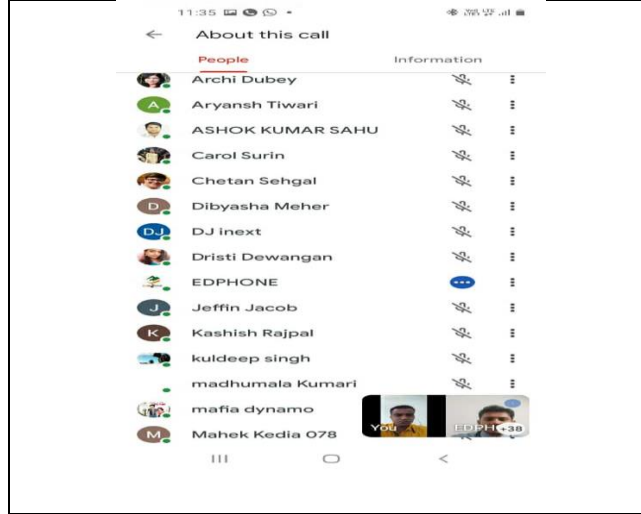 11:35
About this call
People Information
Archi Dubey
A Aryansh Tiwari
ASHOK KUMAR SAHU
Carol Surin
Chetan Sehgal
D Dibyasha Meher
DJ DJ inext
Dristi Dewangan
EDPHONE
J Jeffin Jacob
K Kashish Rajpal
kuldeep singh
madhumala Kumari
mafia dynamo
You EDPH +38
M Mahek Kedia 078